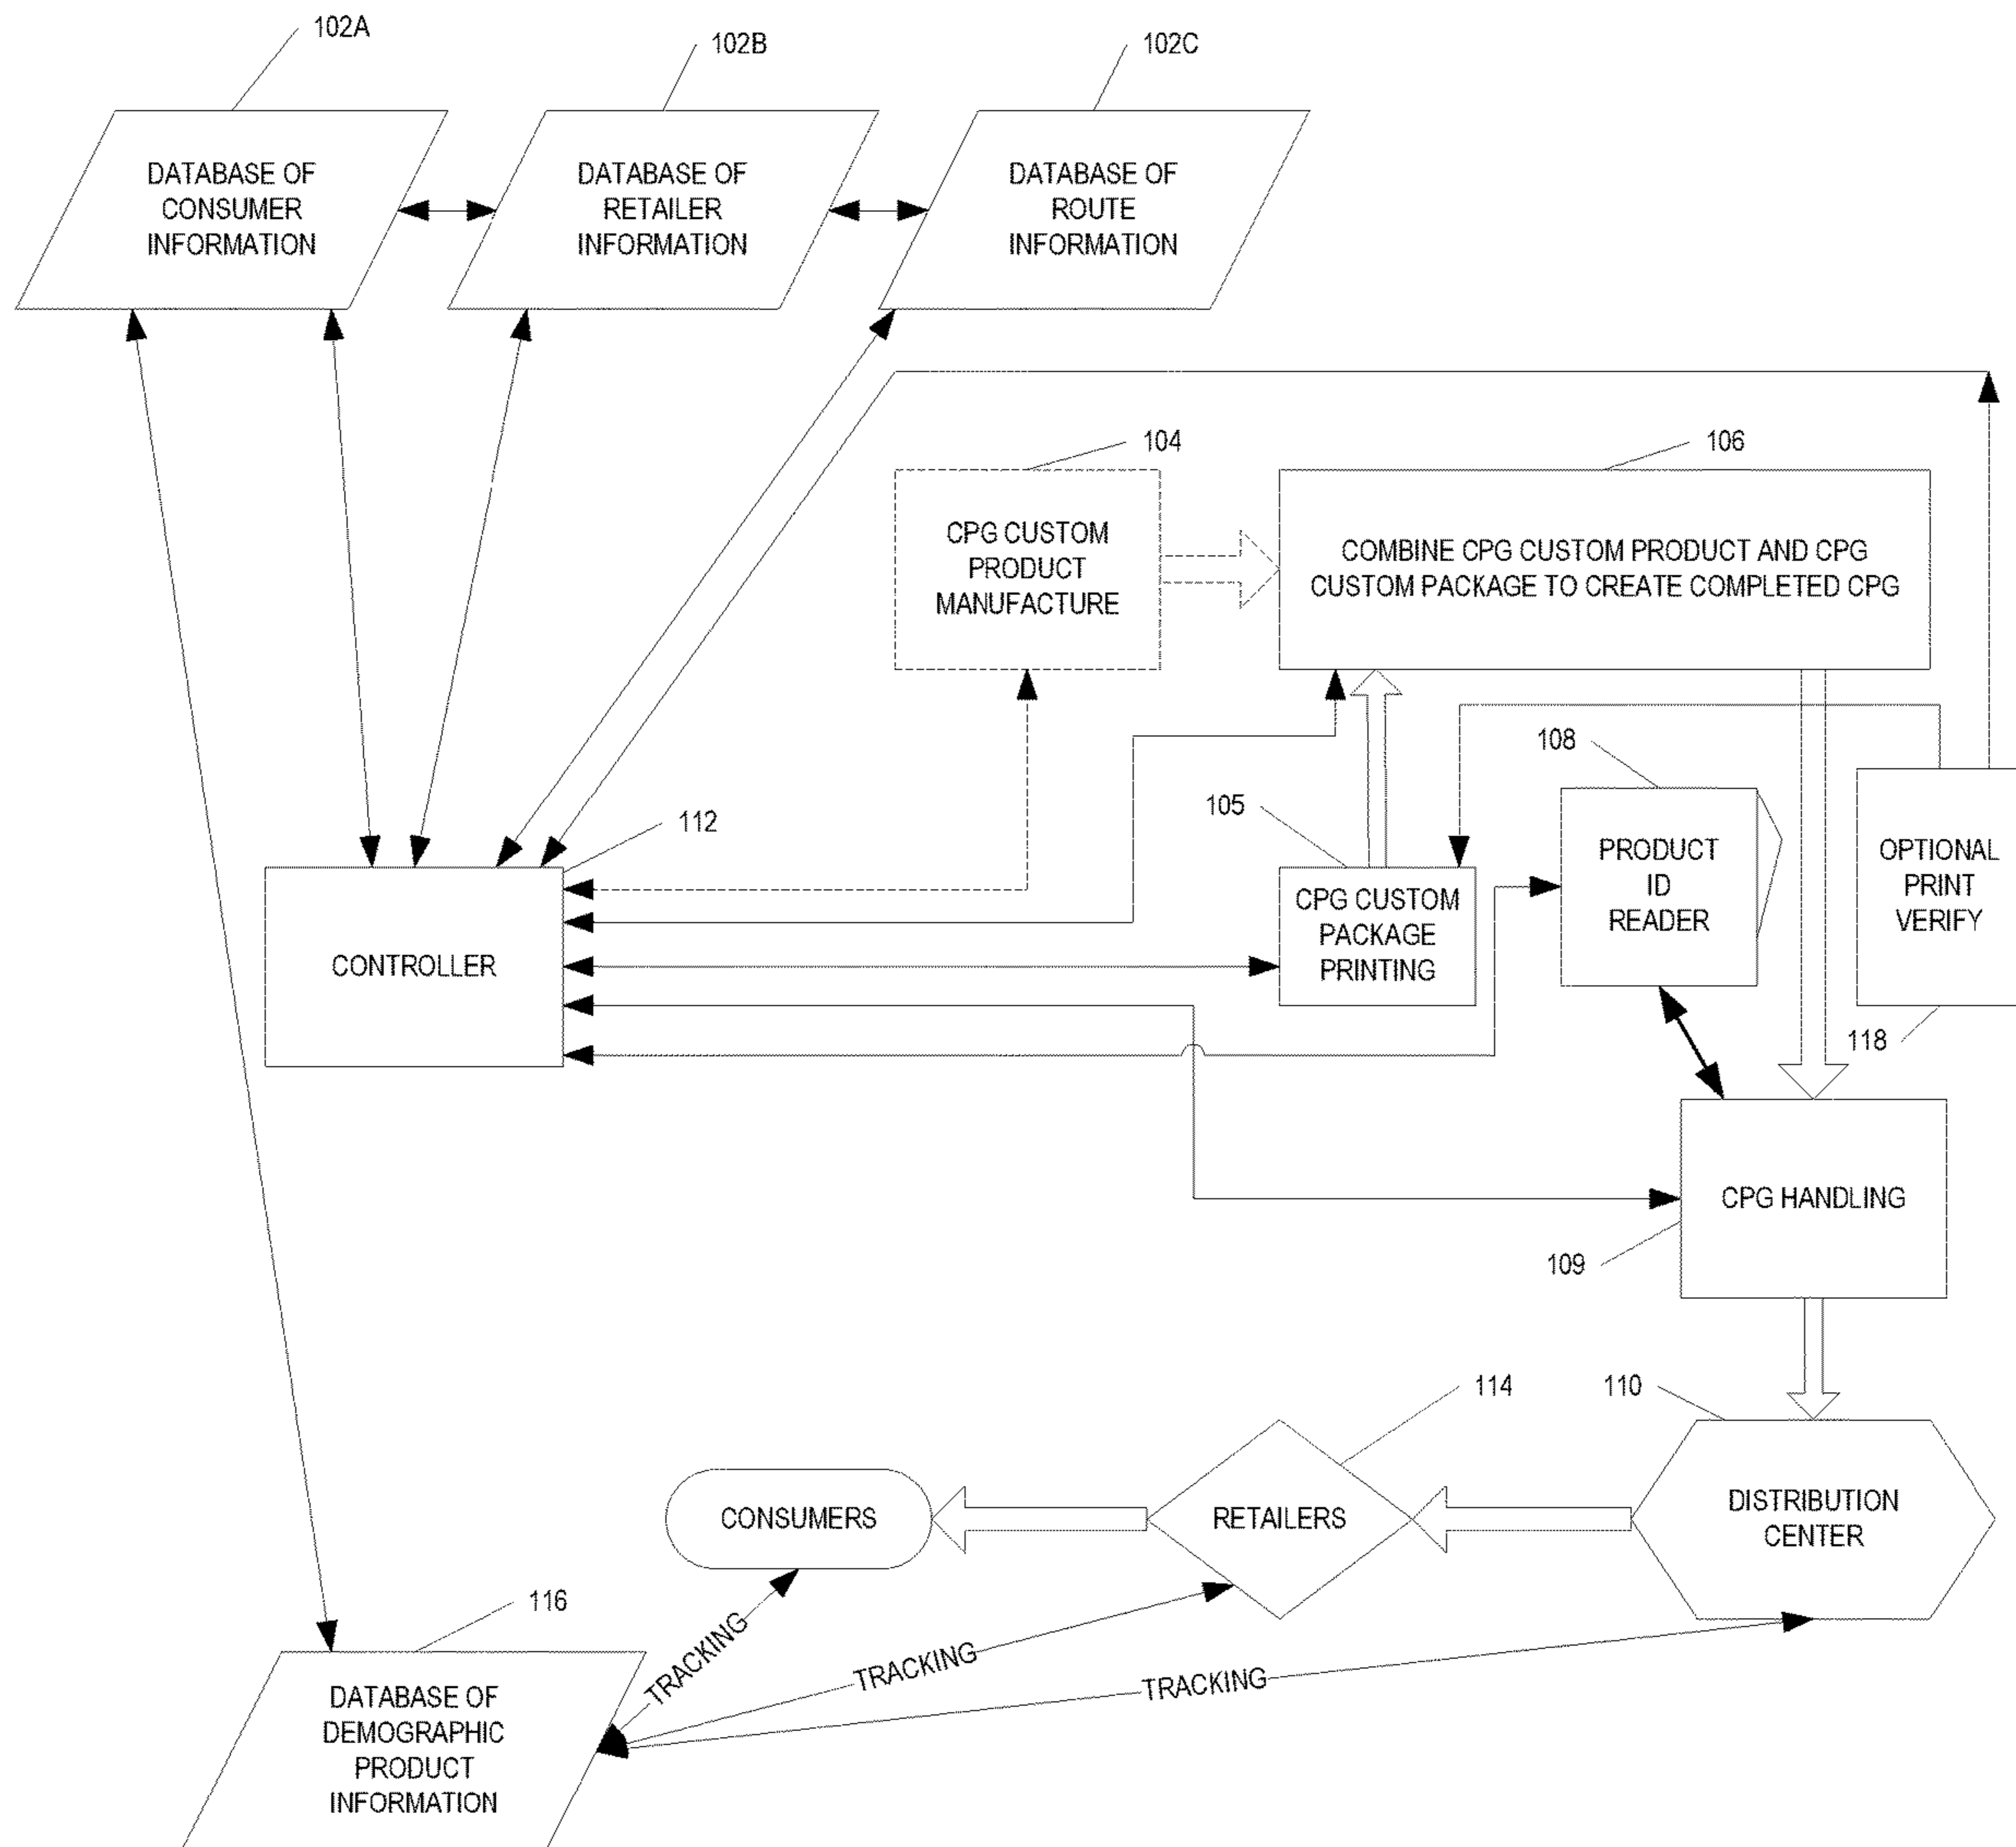 102A
102B
102C
DATABASE OF
CONSUMER
INFORMATION
DATABASE OF
RETAILER
INFORMATION
DATABASE OF
ROUTE
INFORMATION
104
106
CPG CUSTOM
PRODUCT
MANUFACTURE
COMBINE CPG CUSTOM PRODUCT AND CPG
CUSTOM PACKAGE TO CREATE COMPLETED CPG
108
105
112
PRODUCT
ID
READER
OPTIONAL
PRINT
VERIFY
CPG CUSTOM
PACKAGE
PRINTING
CONTROLLER
118
CPG HANDLING
109
114
110
CONSUMERS
RETAILERS
DISTRIBUTION
CENTER
116
TRACKING
TRACKING
TRACKING
DATABASE OF
DEMOGRAPHIC
PRODUCT
INFORMATION